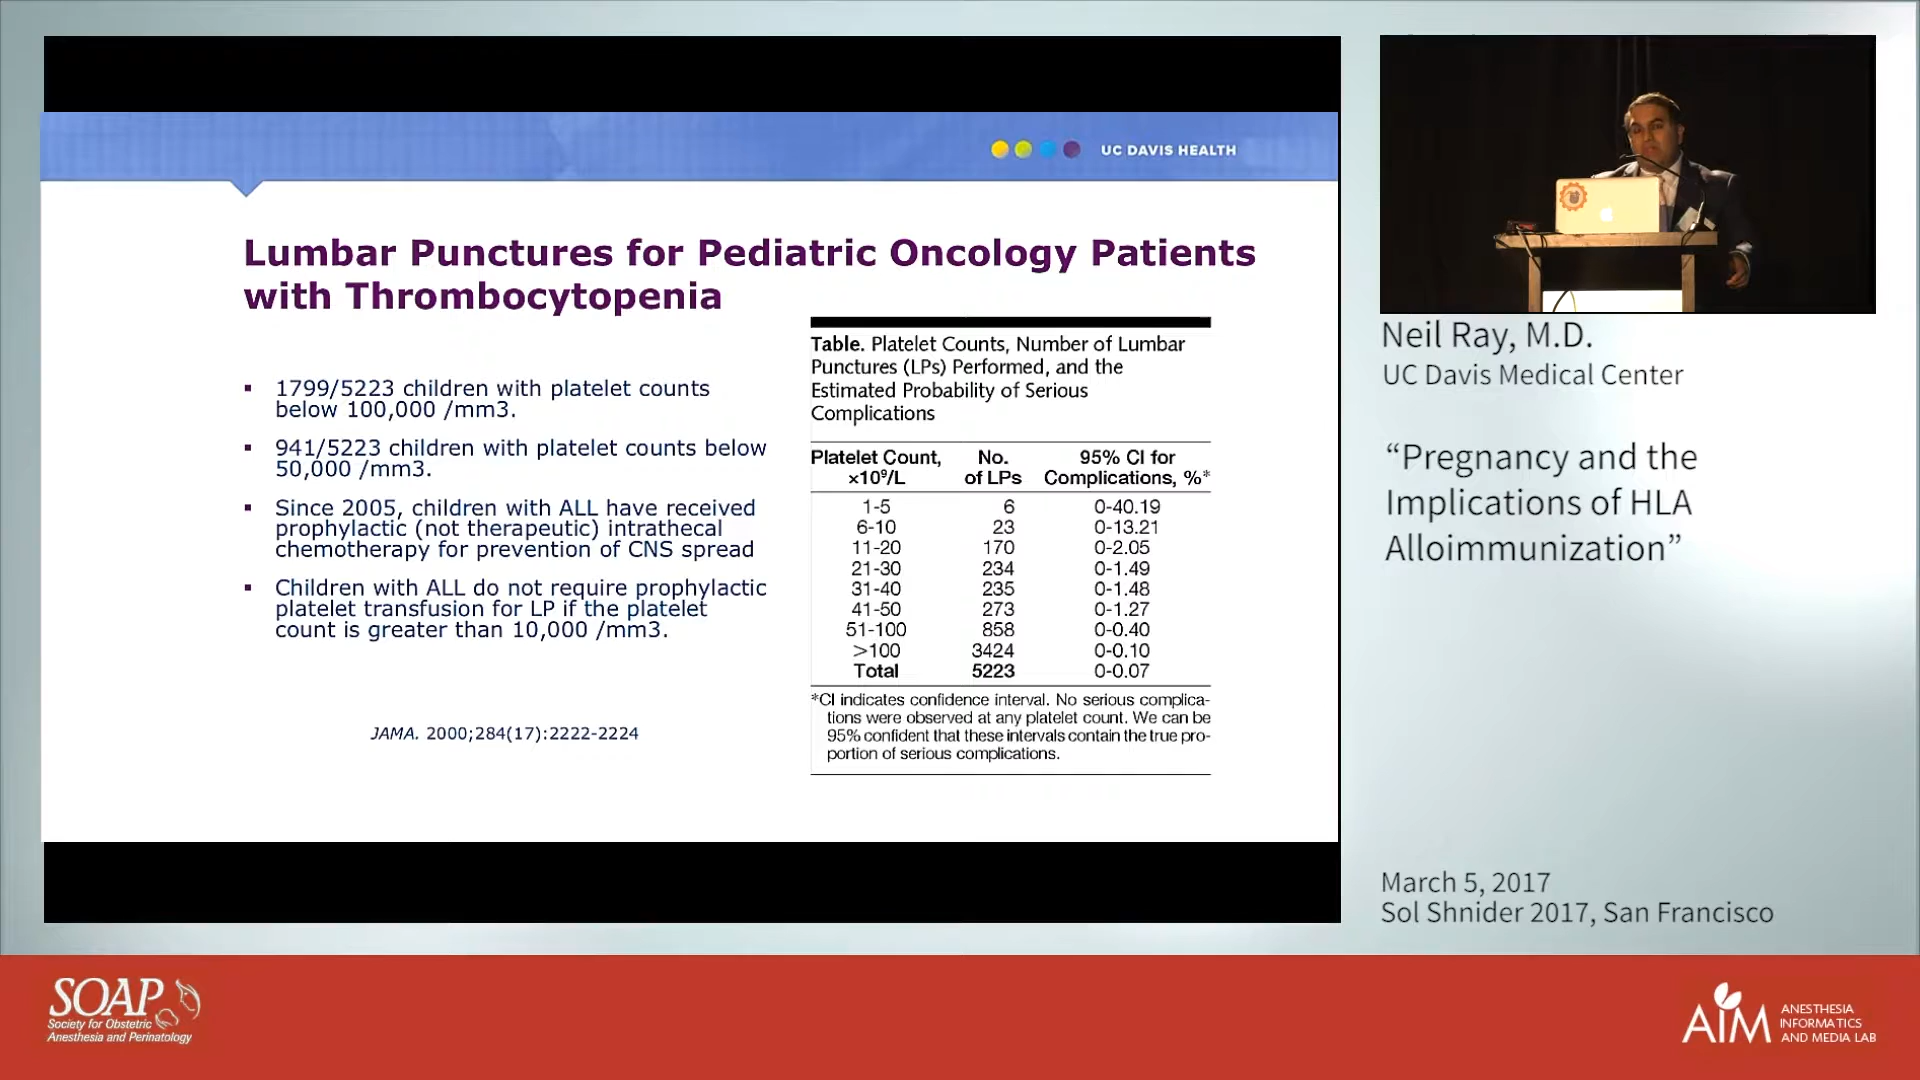 UC DAVIS HEALTH
Lumbar Punctures for Pediatric Oncology Patients
with Thrombocytopenia
▪ 1799/5223 children with platelet counts
below 100,000 /mm3.
▪ 941/5223 children with platelet counts below
50,000 /mm3.
▪ Since 2005, children with ALL have received
prophylactic (not therapeutic) intrathecal
chemotherapy for prevention of CNS spread
▪ Children with ALL do not require prophylactic
platelet transfusion for LP if the platelet
count is greater than 10,000 /mm3.
JAMA. 2000;284(17):2222-2224
Table. Platelet Counts, Number of Lumbar
Punctures (LPs) Performed, and the
Estimated Probability of Serious
Complications
Platelet Count, No. 95% CI for
×10⁹/L of LPs Complications, %*
1-5 6 0-40.19
6-10 23 0-13.21
11-20 170 0-2.05
21-30 234 0-1.49
31-40 235 0-1.48
41-50 273 0-1.27
51-100 858 0-0.40
>100 3424 0-0.10
Total 5223 0-0.07
*CI indicates confidence interval. No serious complica-
tions were observed at any platelet count. We can be
95% confident that these intervals contain the true pro-
portion of serious complications.
Neil Ray, M.D.
UC Davis Medical Center
“Pregnancy and the
Implications of HLA
Alloimmunization”
March 5, 2017
Sol Shnider 2017, San Francisco
SOAP
Society for Obstetric
Anesthesia and Perinatology
AIM
ANESTHESIA
INFORMATICS
AND MEDIA LAB